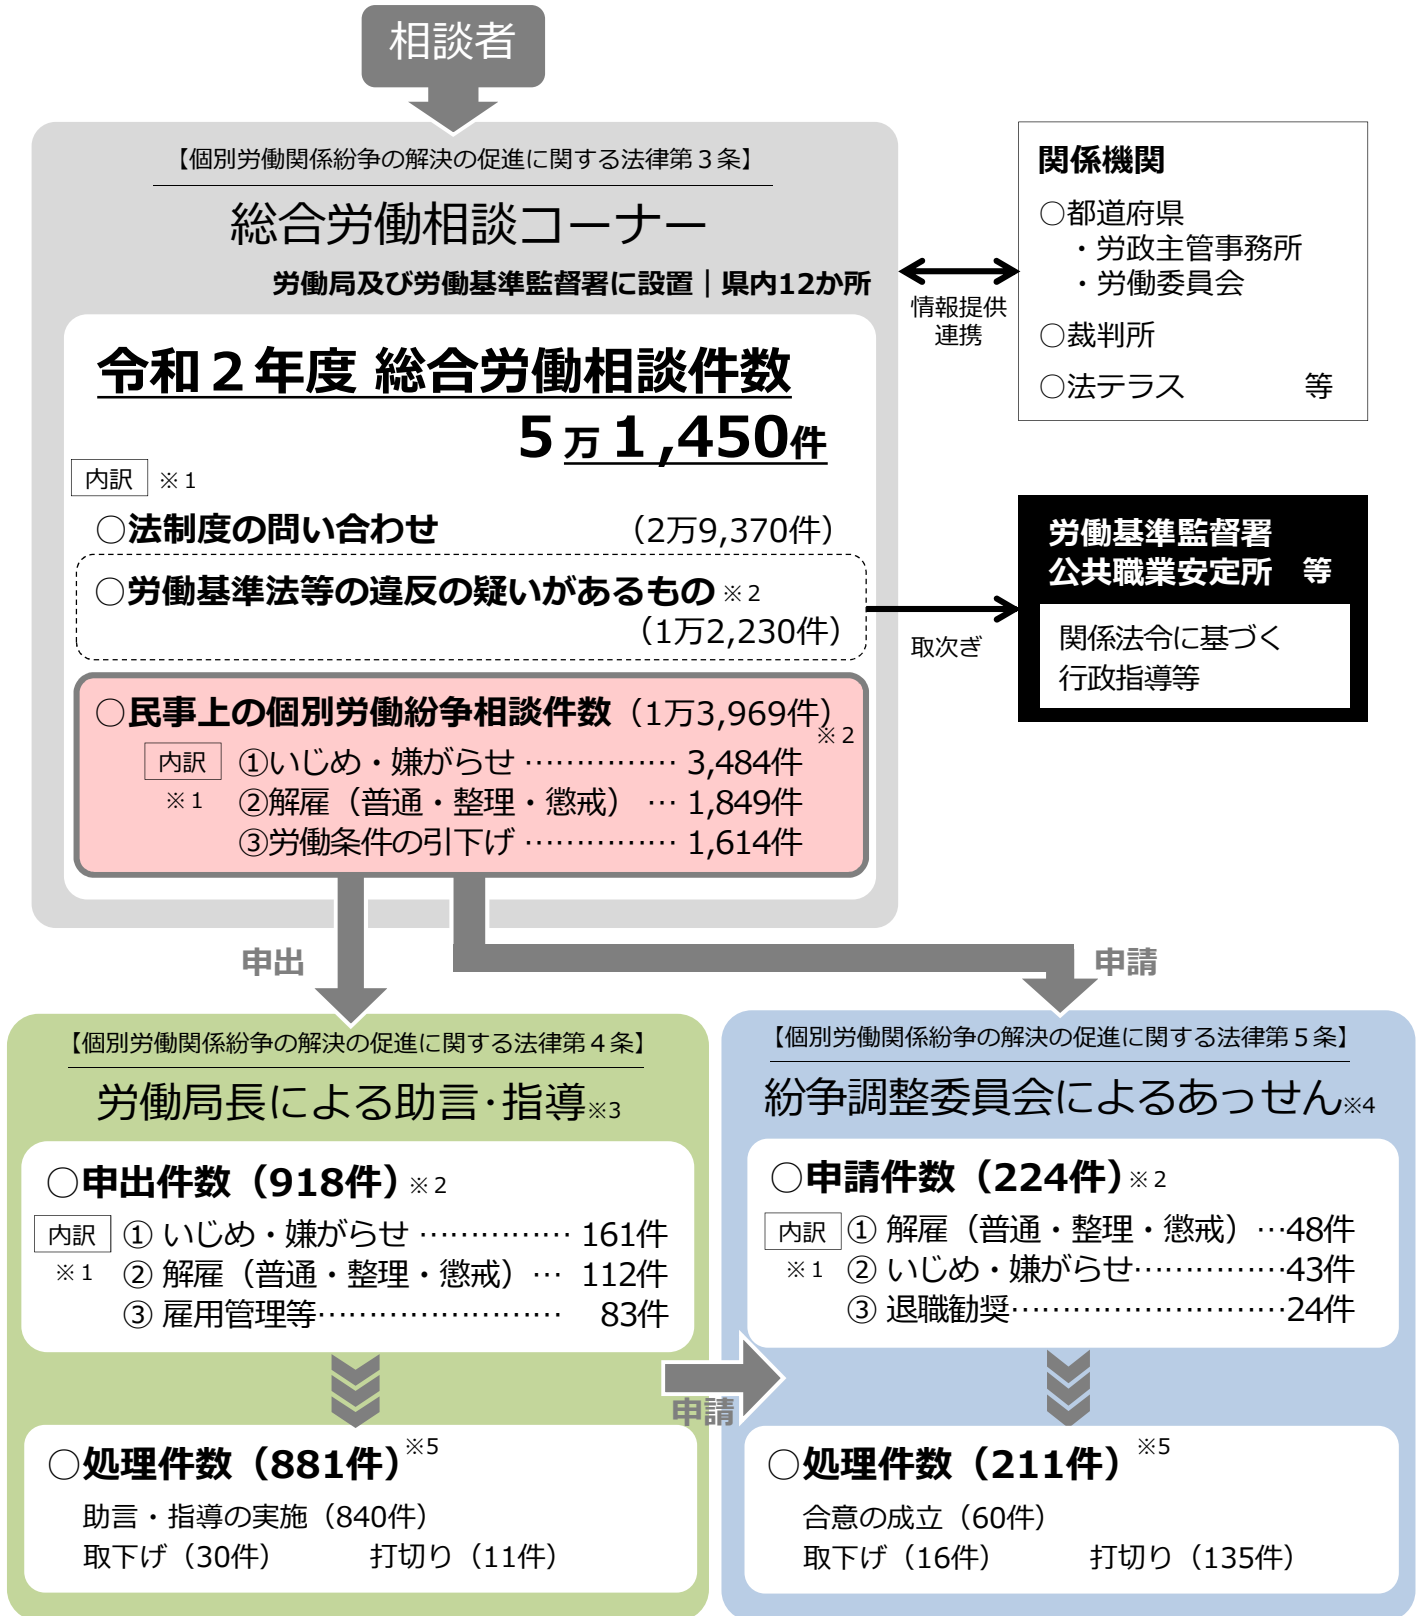 相談者
【個別労働関係紛争の解決の促進に関する法律第３条】
総合労働相談コーナー
労働局及び労働基準監督署に設置｜県内12か所
令和２年度 総合労働相談件数
５万１,450件
内訳 ※１
○法制度の問い合わせ （2万9,370件）
○労働基準法等の違反の疑いがあるもの ※２
（1万2,230件）
○民事上の個別労働紛争相談件数（1万3,969件）
※２
内訳 ①いじめ・嫌がらせ …………… 3,484件
※１ ②解雇（普通・整理・懲戒） … 1,849件
③労働条件の引下げ …………… 1,614件
情報提供
連携
関係機関
○都道府県
・労政主管事務所
・労働委員会
○裁判所
○法テラス 等
取次ぎ
労働基準監督署
公共職業安定所 等
関係法令に基づく
行政指導等
申出
申請
【個別労働関係紛争の解決の促進に関する法律第４条】
労働局長による助言･指導※3
○申出件数（918件）※２
内訳 ① いじめ・嫌がらせ …………… 161件
※１ ② 解雇（普通・整理・懲戒）… 112件
③ 雇用管理等…………………… 83件
○処理件数（881件）※5
助言・指導の実施（840件）
取下げ（30件） 打切り（11件）
申請
【個別労働関係紛争の解決の促進に関する法律第５条】
紛争調整委員会によるあっせん※4
○申請件数（224件）※２
内訳 ① 解雇（普通・整理・懲戒）…48件
※１ ② いじめ・嫌がらせ……………43件
③ 退職勧奨………………………24件
○処理件数（211件）※5
合意の成立（60件）
取下げ（16件） 打切り（135件）